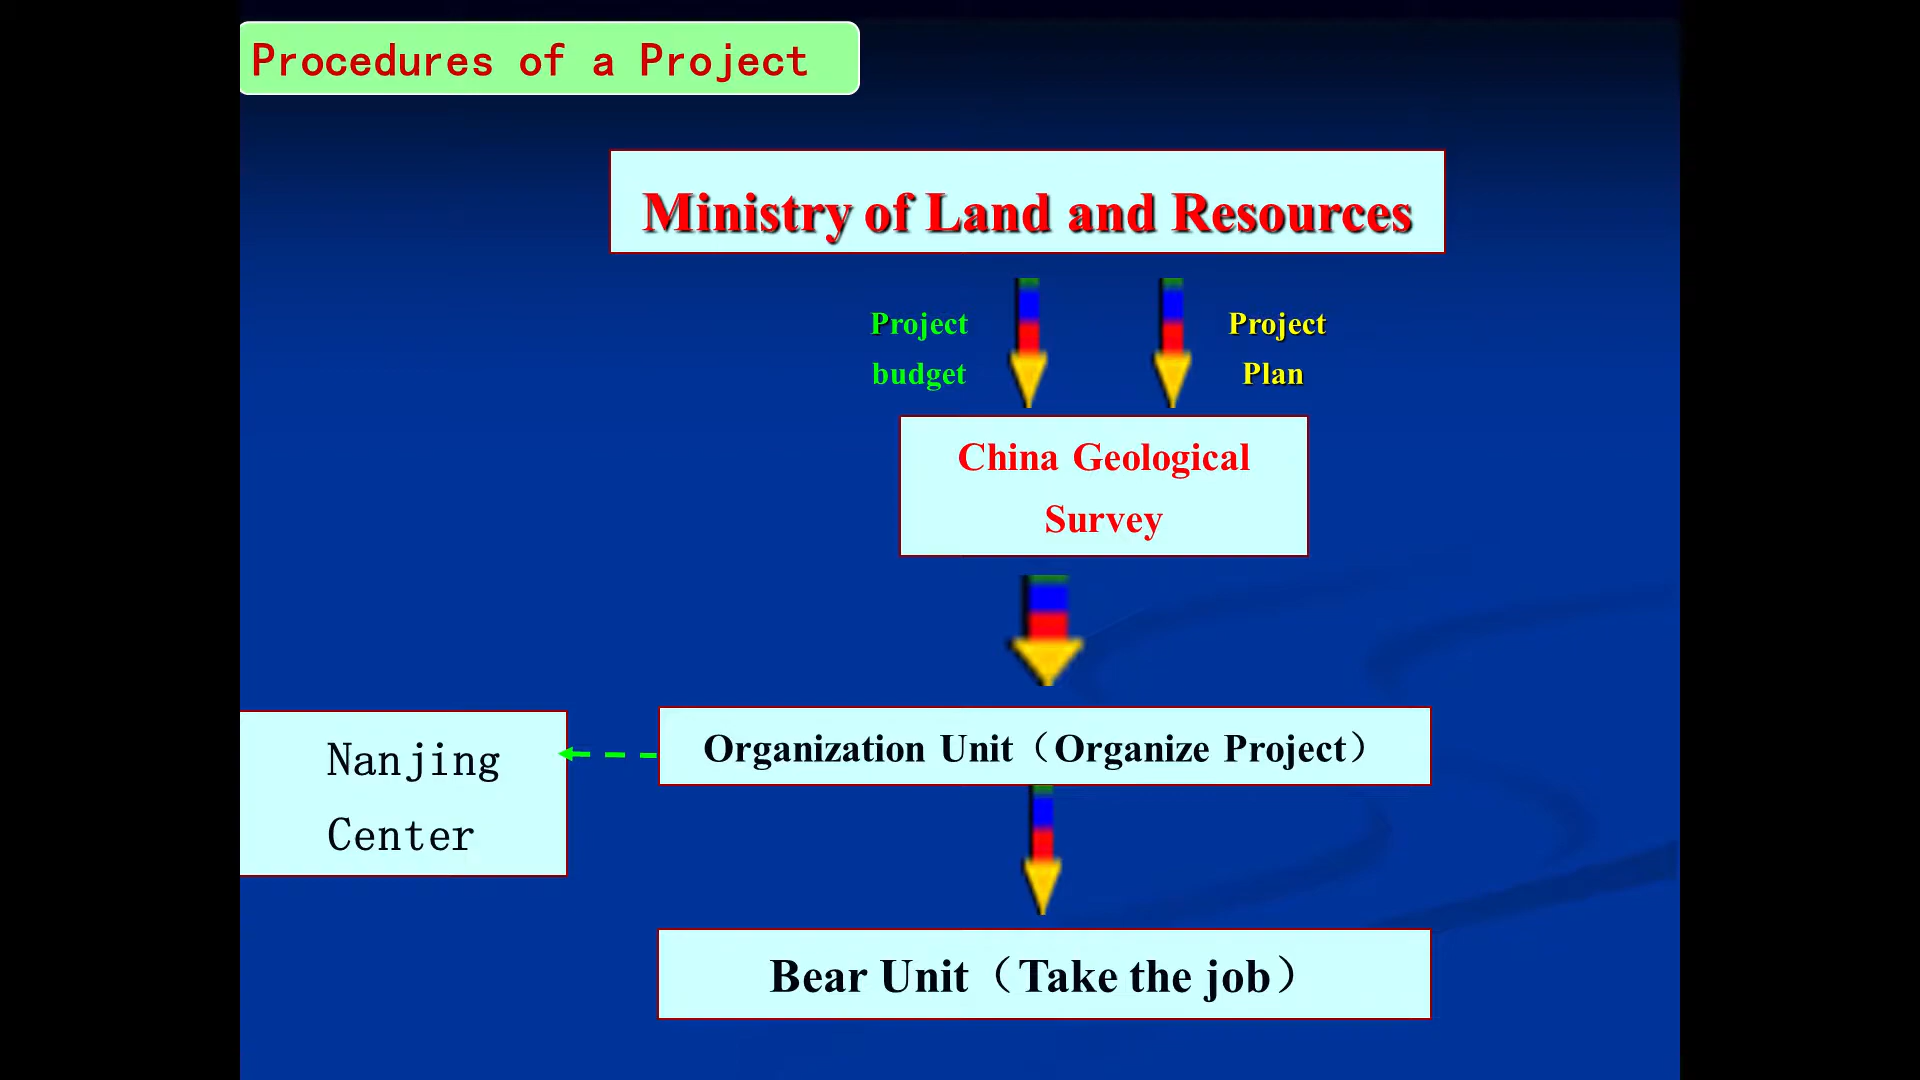 Procedures of a Project
Ministry of Land and Resources
Project
budget
Project
Plan
China Geological
Survey
Organization Unit（Organize Project）
Nanjing
Center
Bear Unit（Take the job）